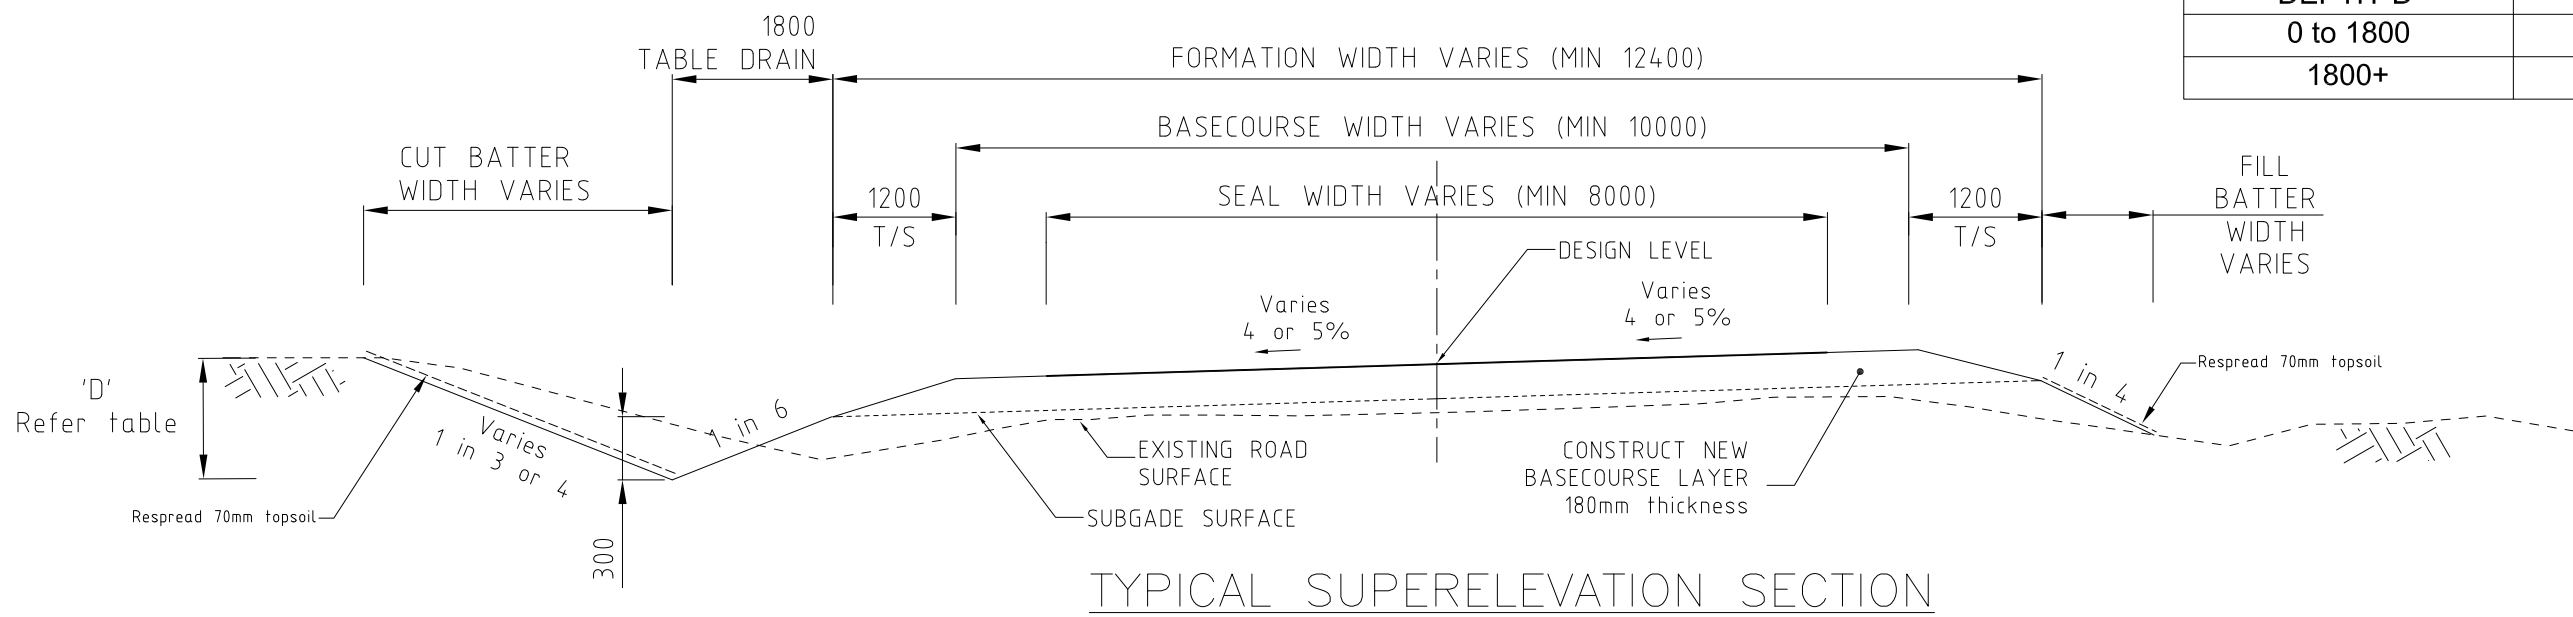 1800
TABLE DRAIN
FORMATION WIDTH VARIES (MIN 12400)
0 to 1800
1800+
BASECOURSE WIDTH VARIES (MIN 10000)
CUT BATTER
WIDTH VARIES
1200
T/S
SEAL WIDTH VARIES (MIN 8000)
1200
T/S
FILL
BATTER
WIDTH
VARIES
DESIGN LEVEL
Varies
4 or 5%
Varies
4 or 5%
'D'
Refer table
Varies
1 in 3 or 4
1 in 6
1 in 4
Respread 70mm topsoil
EXISTING ROAD
SURFACE
CONSTRUCT NEW
BASECOURSE LAYER
180mm thickness
Respread 70mm topsoil
SUBGADE SURFACE
300
TYPICAL SUPERELEVATION SECTION